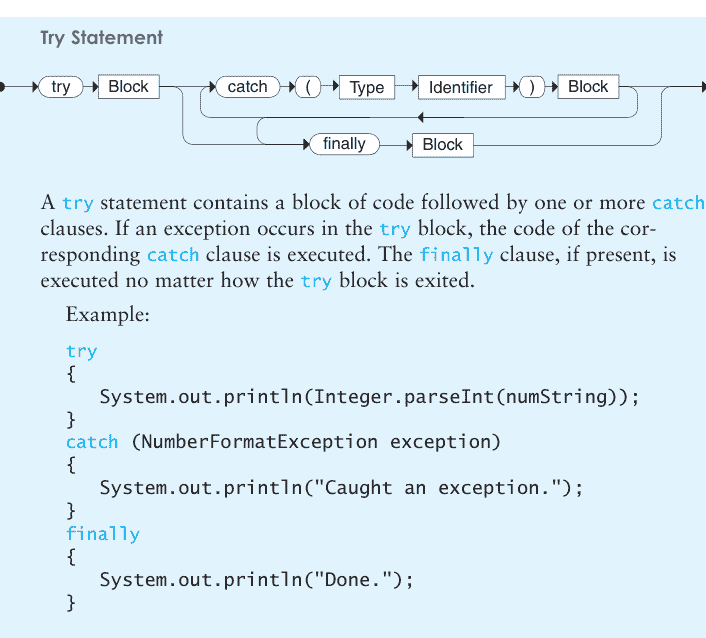 Try Statement
try Block catch ( Type Identifier ) Block
finally Block
A try statement contains a block of code followed by one or more catch
clauses. If an exception occurs in the try block, the code of the cor-
responding catch clause is executed. The finally clause, if present, is
executed no matter how the try block is exited.
Example:
try
{
System.out.println(Integer.parseInt(numString));
}
catch (NumberFormatException exception)
{
System.out.println("Caught an exception.");
}
finally
{
System.out.println("Done.");
}